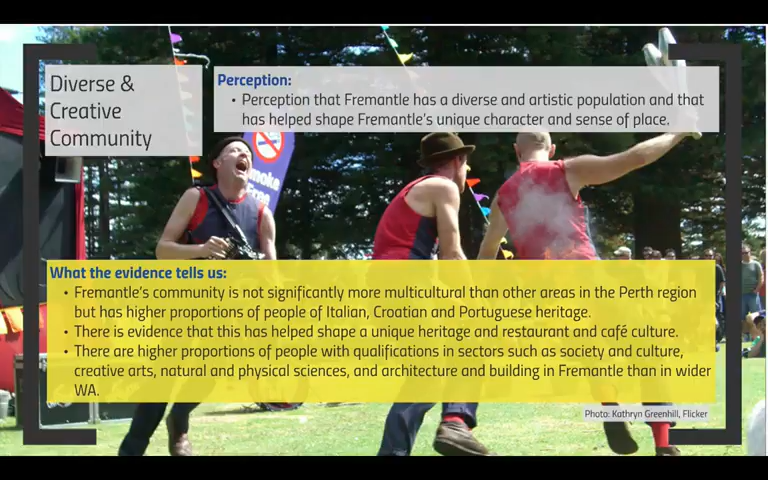 Diverse &
Creative
Community
Perception:
• Perception that Fremantle has a diverse and artistic population and that
has helped shape Fremantle's unique character and sense of place.
moke
Free
What the evidence tells us:
• Fremantle's community is not significantly more multicultural than other areas in the Perth region
but has higher proportions of people of Italian, Croatian and Portuguese heritage.
• There is evidence that this has helped shape a unique heritage and restaurant and café culture.
• There are higher proportions of people with qualifications in sectors such as society and culture,
creative arts, natural and physical sciences, and architecture and building in Fremantle than in wider
WA.
Photo: Kathryn Greenhill, Flicker